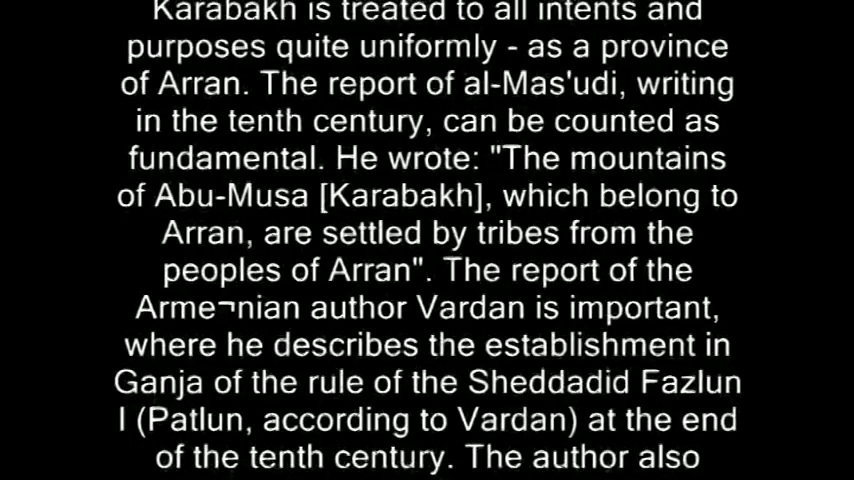 Karabakh is treated to all intents and
purposes quite uniformly - as a province
of Arran. The report of al-Mas'udi, writing
in the tenth century, can be counted as
fundamental. He wrote: "The mountains
of Abu-Musa [Karabakh], which belong to
Arran, are settled by tribes from the
peoples of Arran". The report of the
Arme¬nian author Vardan is important,
where he describes the establishment in
Ganja of the rule of the Sheddadid Fazlun
I (Patlun, according to Vardan) at the end
of the tenth century. The author also